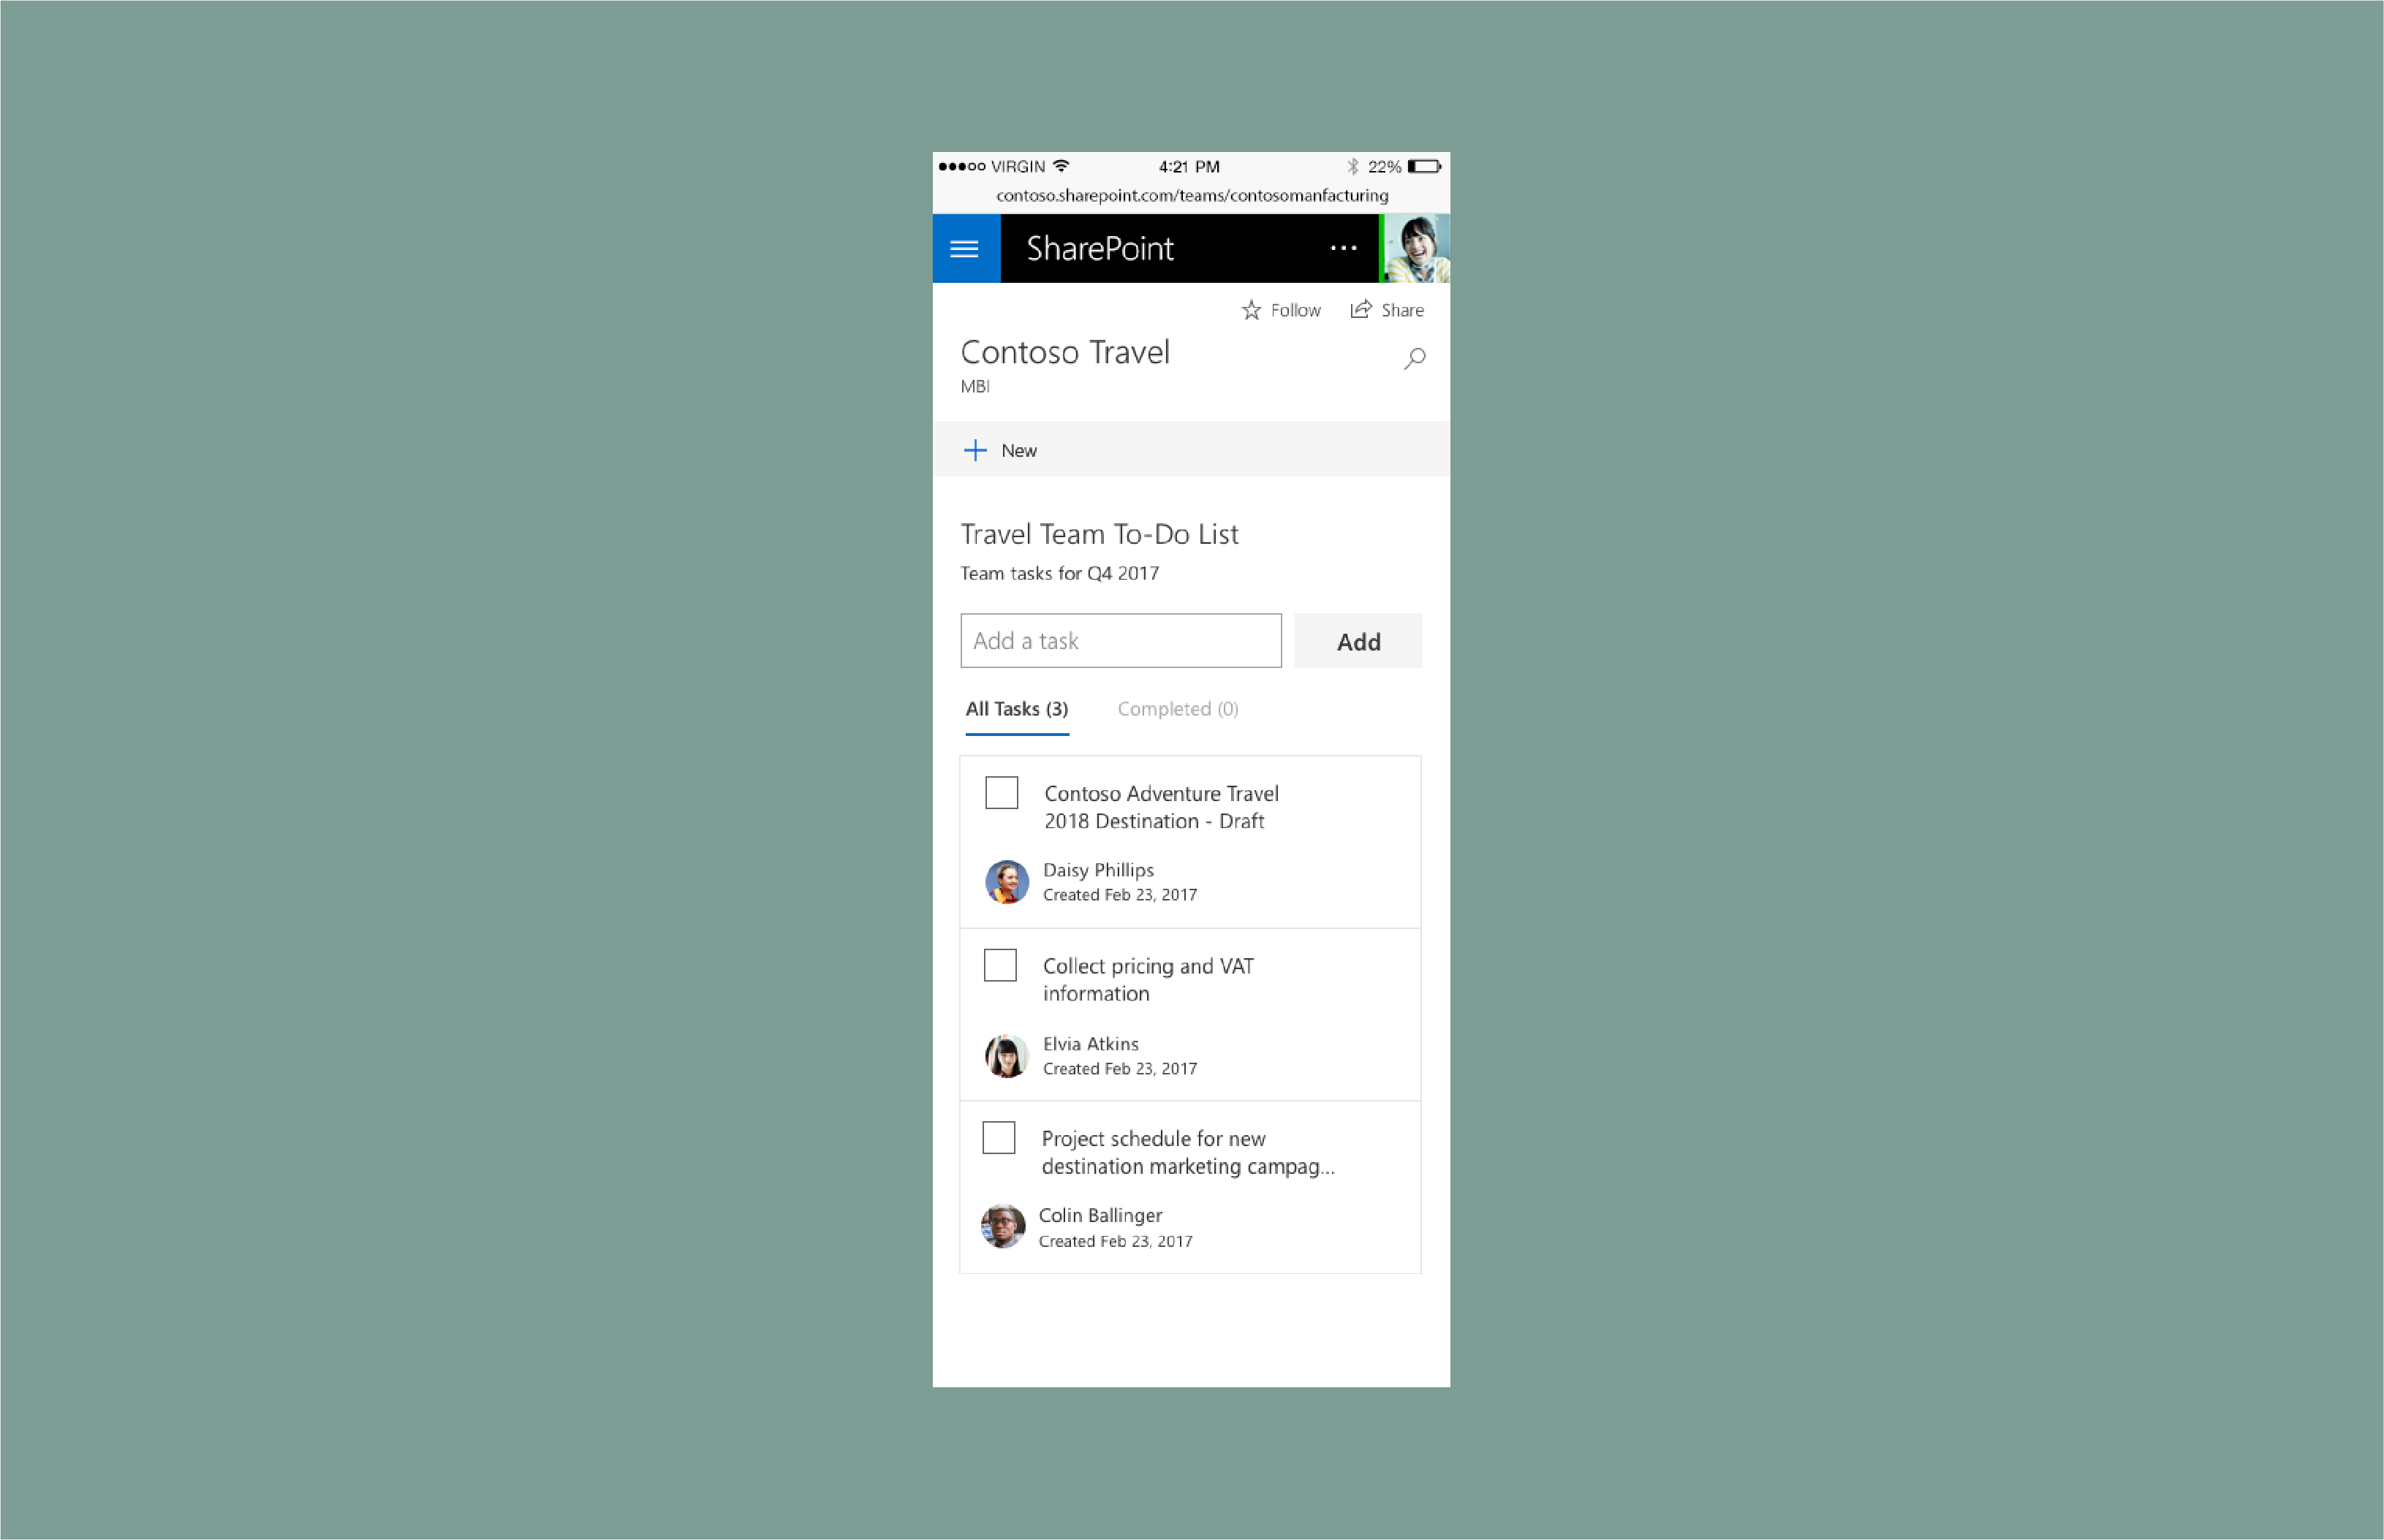 VIRGIN 4:21 PM 22%
contoso.sharepoint.com/teams/contosomanfacturing
SharePoint ...
Follow Share
Contoso Travel
MBI
New
Travel Team To-Do List
Team tasks for Q4 2017
Add a task Add
All Tasks (3) Completed (0)
Contoso Adventure Travel
2018 Destination - Draft
Daisy Phillips
Created Feb 23, 2017
Collect pricing and VAT
information
Elvia Atkins
Created Feb 23, 2017
Project schedule for new
destination marketing campag...
Colin Ballinger
Created Feb 23, 2017